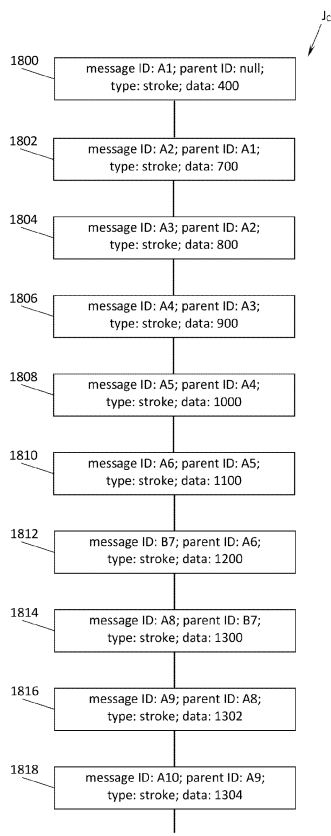 J_C
1800
message ID: A1; parent ID: null;
type: stroke; data: 400
1802
message ID: A2; parent ID: A1;
type: stroke; data: 700
1804
message ID: A3; parent ID: A2;
type: stroke; data: 800
1806
message ID: A4; parent ID: A3;
type: stroke; data: 900
1808
message ID: A5; parent ID: A4;
type: stroke; data: 1000
1810
message ID: A6; parent ID: A5;
type: stroke; data: 1100
1812
message ID: B7; parent ID: A6;
type: stroke; data: 1200
1814
message ID: A8; parent ID: B7;
type: stroke; data: 1300
1816
message ID: A9; parent ID: A8;
type: stroke; data: 1302
1818
message ID: A10; parent ID: A9;
type: stroke; data: 1304